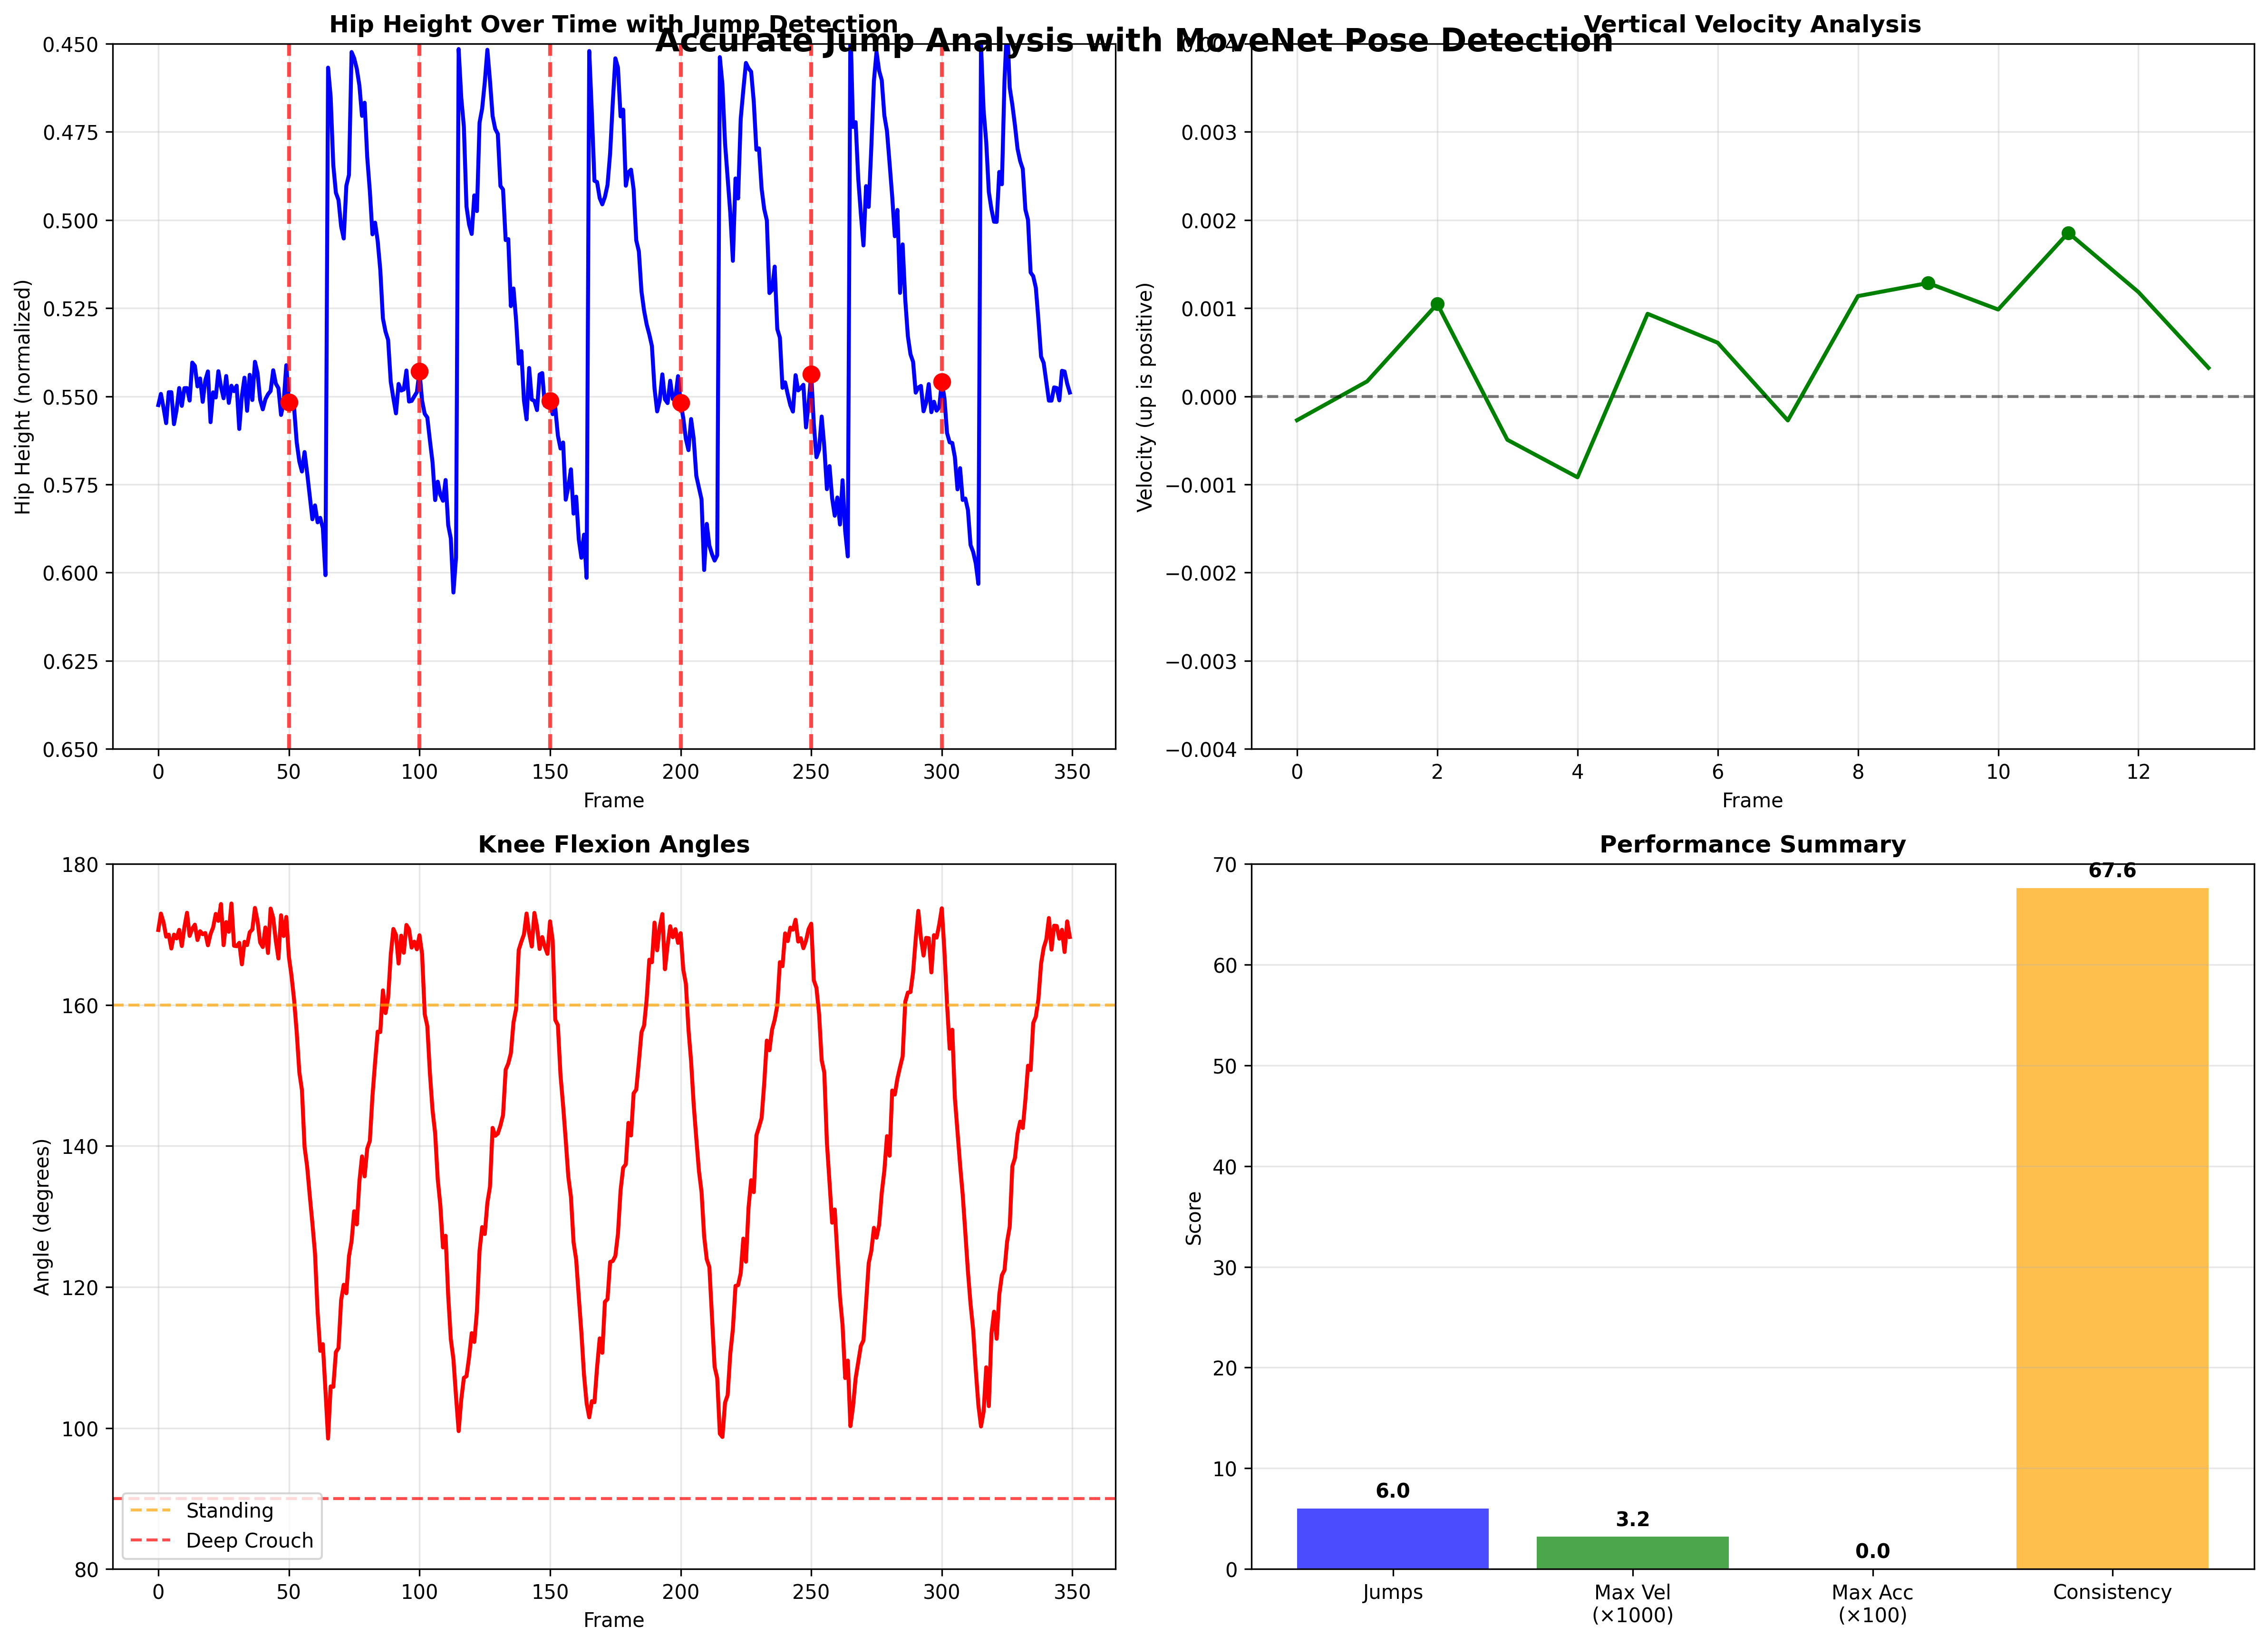 Accurate Jump Analysis with MoveNet Pose Detection
Hip Height Over Time with Jump Detection
Hip Height (normalized)
0.450
0.475
0.500
0.525
0.550
0.575
0.600
0.625
0.650
0 50 100 150 200 250 300 350
Frame
Vertical Velocity Analysis
Velocity (up is positive)
0.004
0.003
0.002
0.001
0.000
−0.001
−0.002
−0.003
−0.004
0 2 4 6 8 10 12
Frame
Knee Flexion Angles
Angle (degrees)
180
160
140
120
100
80
Standing
Deep Crouch
0 50 100 150 200 250 300 350
Frame
Performance Summary
Score
70
60
50
40
30
20
10
0
6.0
3.2
0.0
67.6
Jumps
Max Vel
(×1000)
Max Acc
(×100)
Consistency